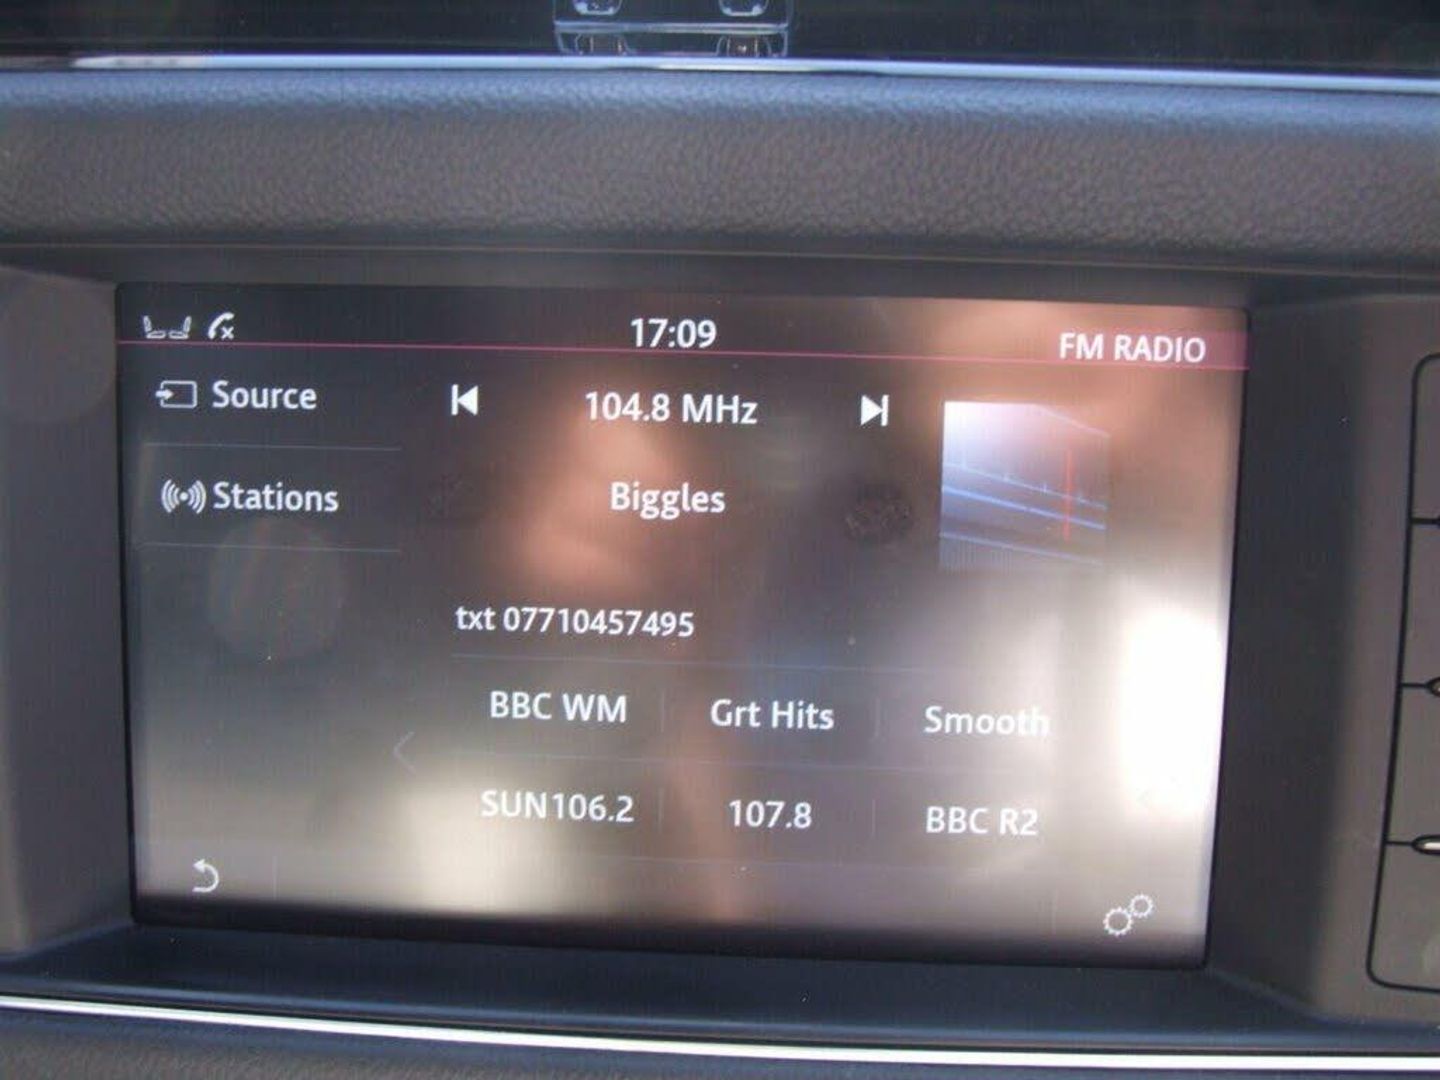 17:09
FM RADIO
Source
104.8 MHz
Stations
Biggles
txt 07710457495
BBC WM
Grt Hits
Smooth
SUN106.2
107.8
BBC R2